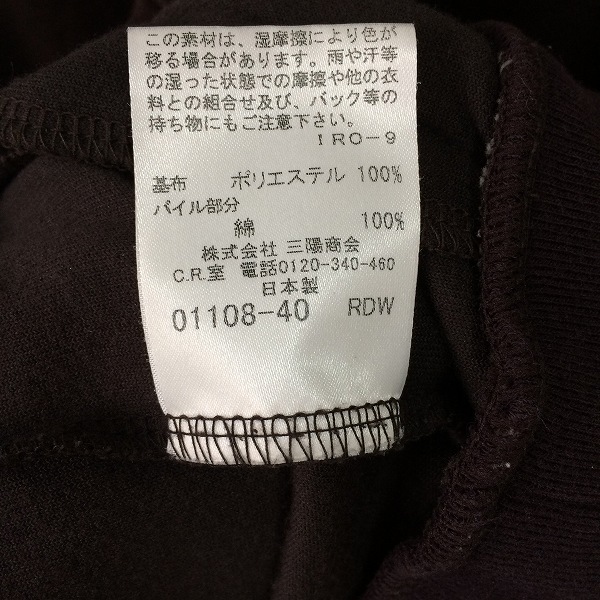 この素材は、湿摩擦により色が
移る場合があります。雨や汗等
の湿った状態での摩擦や他の衣
料との組合せ及び、バック等の
持ち物にもご注意下さい。
IRO-9
基布 ポリエステル 100%
パイル部分
綿 100%
株式会社 三陽商会
C.R.室 電話0120-340-460
日本製
01108-40 RDW